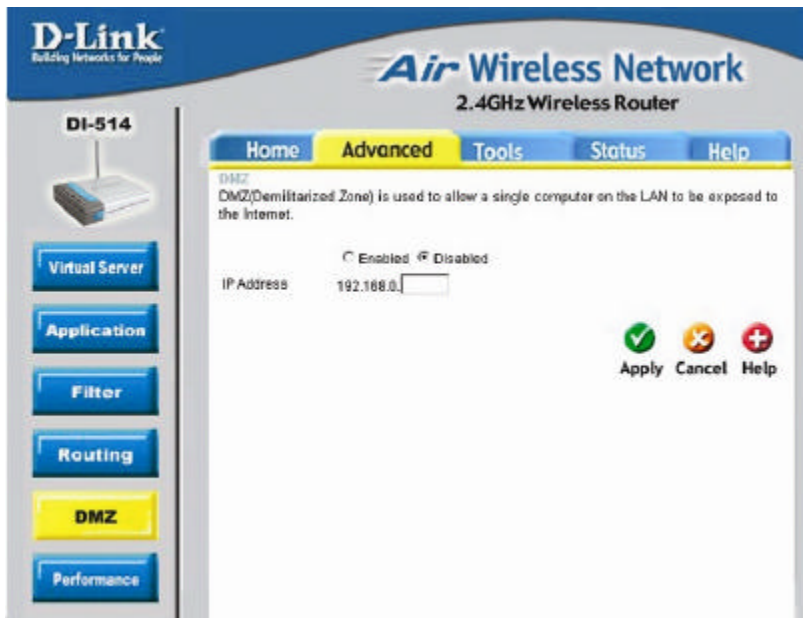 D-Link
Building Networks for People
Air Wireless Network
2.4GHz Wireless Router
DI-514
Home Advanced Tools Status Help
DMZ
DMZ(Demilitarized Zone) is used to allow a single computer on the LAN to be exposed to
the Internet.
Enabled Disabled
IP Address 192.168.0.
Apply Cancel Help
Virtual Server
Application
Filter
Routing
DMZ
Performance